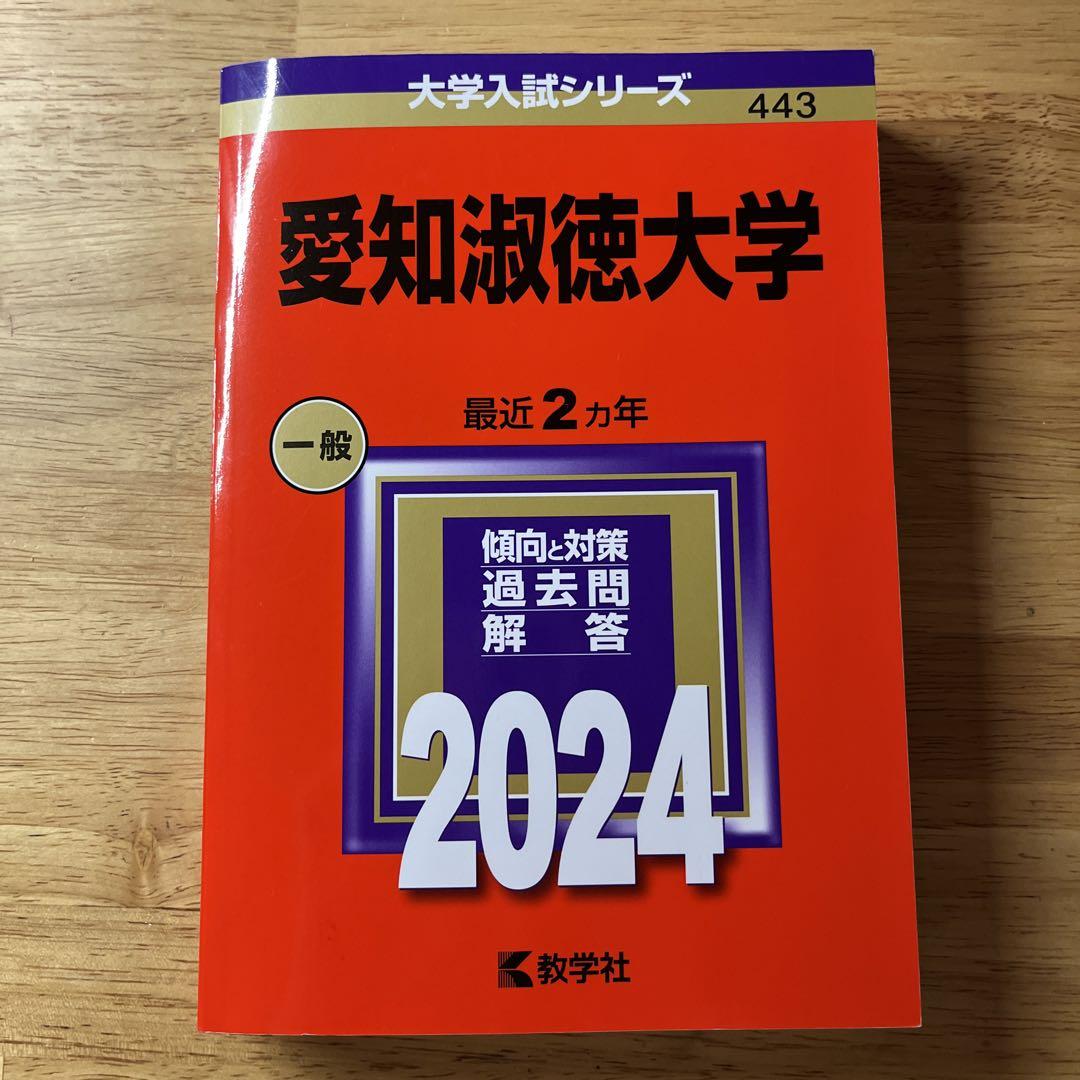 大学入試シリーズ
443
愛知淑徳大学
最近2カ年
一般
傾向と対策
過去問
解答
2024
教学社